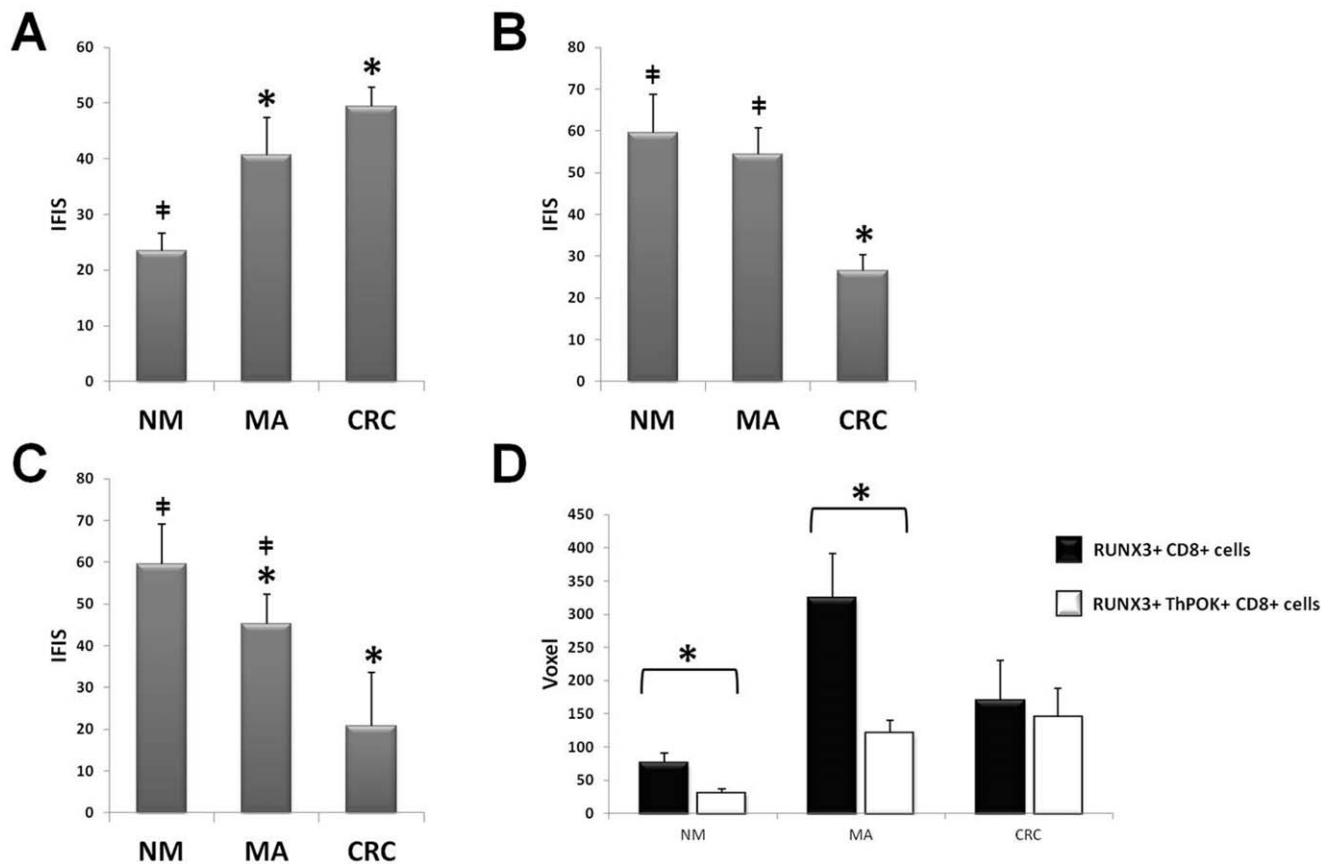 A
60
50
40
30
20
10
0
IFIS
ǂ
*
*
NM MA CRC
B
80
70
60
50
40
30
20
10
0
IFIS
ǂ
ǂ
*
NM MA CRC
C
80
70
60
50
40
30
20
10
0
IFIS
ǂ
ǂ
*
*
NM MA CRC
D
450
400
350
300
250
200
150
100
50
0
Voxel
*
*
NM MA CRC
RUNX3+ CD8+ cells
RUNX3+ ThPOK+ CD8+ cells